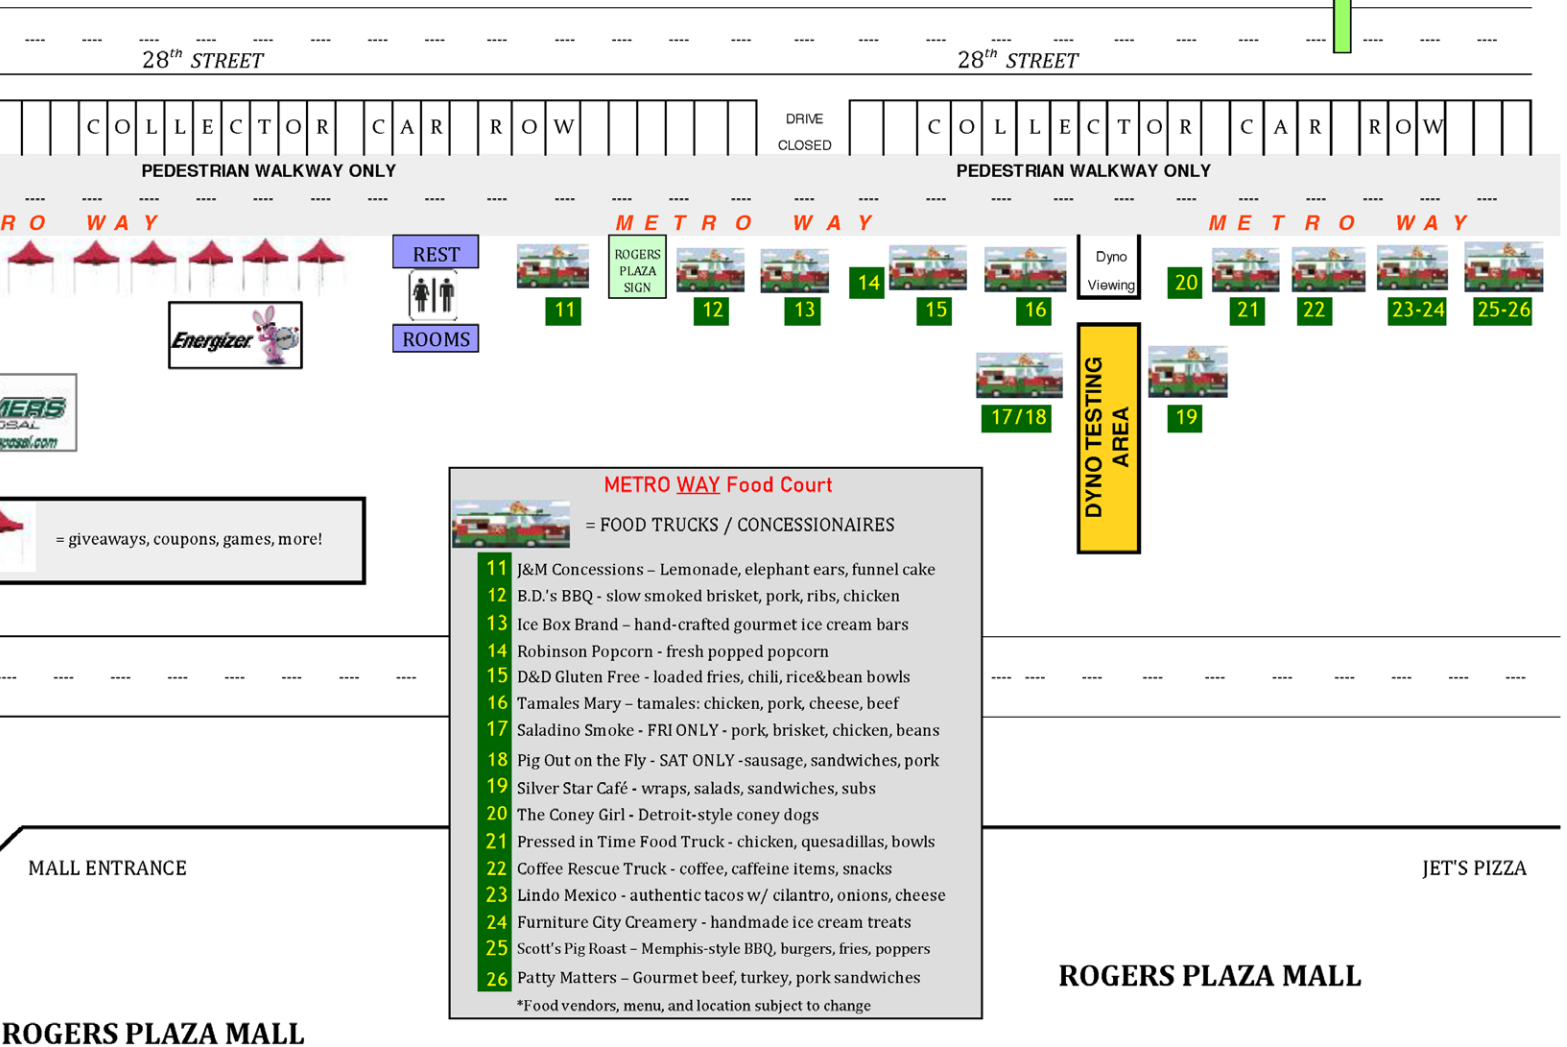 28th STREET
28th STREET
COLLECTOR CAR ROW
DRIVE
CLOSED
COLLECTOR CAR ROW
PEDESTRIAN WALKWAY ONLY
PEDESTRIAN WALKWAY ONLY
RO WAY
METRO WAY
METRO WAY
REST
ROOMS
ROGERS
PLAZA
SIGN
Dyno
Viewing
11
12
13
14
15
16
20
21
22
23-24
25-26
Energizer
17/18
19
DYNO TESTING
AREA
MERS
OSAL
posal.com
= giveaways, coupons, games, more!
METRO WAY Food Court
= FOOD TRUCKS / CONCESSIONAIRES
11 J&M Concessions – Lemonade, elephant ears, funnel cake
12 B.D.'s BBQ - slow smoked brisket, pork, ribs, chicken
13 Ice Box Brand – hand-crafted gourmet ice cream bars
14 Robinson Popcorn - fresh popped popcorn
15 D&D Gluten Free - loaded fries, chili, rice&bean bowls
16 Tamales Mary – tamales: chicken, pork, cheese, beef
17 Saladino Smoke - FRI ONLY - pork, brisket, chicken, beans
18 Pig Out on the Fly - SAT ONLY -sausage, sandwiches, pork
19 Silver Star Café - wraps, salads, sandwiches, subs
20 The Coney Girl - Detroit-style coney dogs
21 Pressed in Time Food Truck - chicken, quesadillas, bowls
22 Coffee Rescue Truck - coffee, caffeine items, snacks
23 Lindo Mexico - authentic tacos w/ cilantro, onions, cheese
24 Furniture City Creamery - handmade ice cream treats
25 Scott's Pig Roast – Memphis-style BBQ, burgers, fries, poppers
26 Patty Matters – Gourmet beef, turkey, pork sandwiches
*Food vendors, menu, and location subject to change
MALL ENTRANCE
JET'S PIZZA
ROGERS PLAZA MALL
ROGERS PLAZA MALL